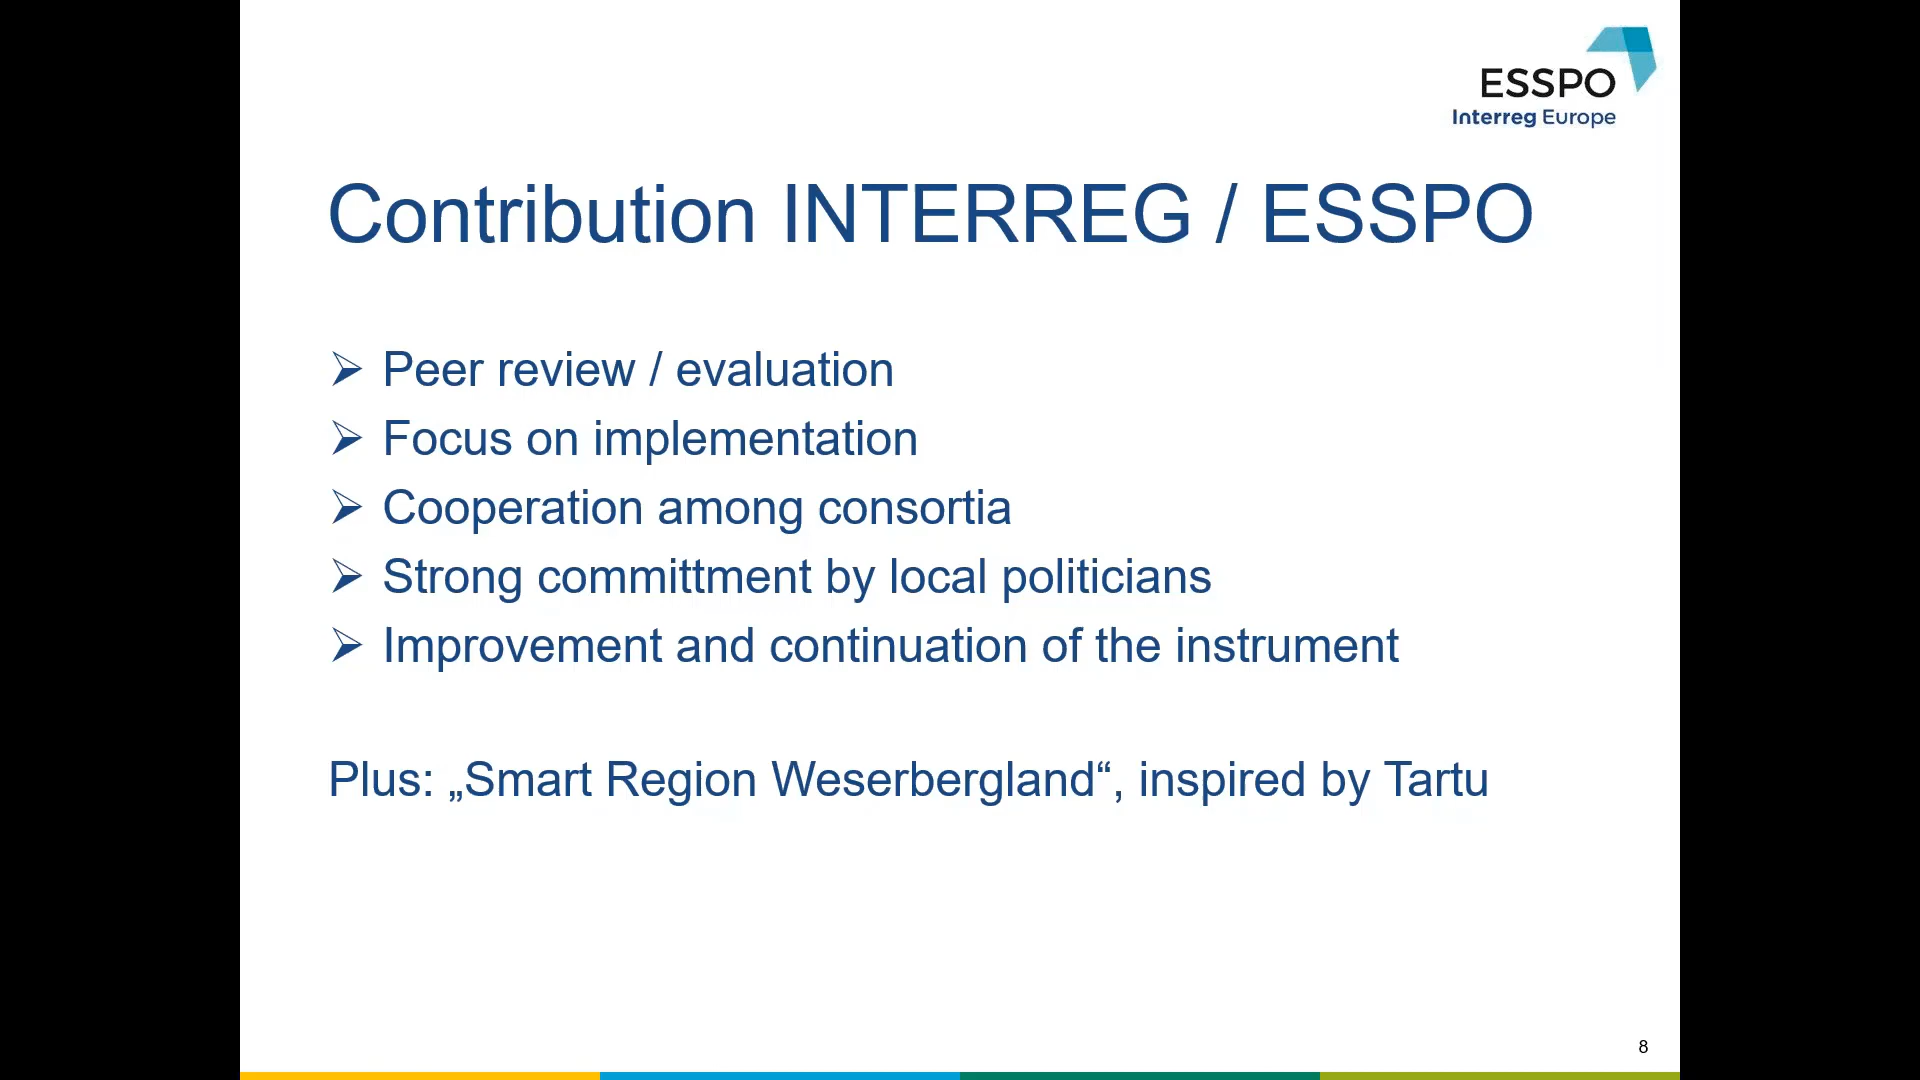 ESSPO
Interreg Europe
Contribution INTERREG / ESSPO
Peer review / evaluation
Focus on implementation
Cooperation among consortia
Strong committment by local politicians
Improvement and continuation of the instrument
Plus: „Smart Region Weserbergland“, inspired by Tartu
8